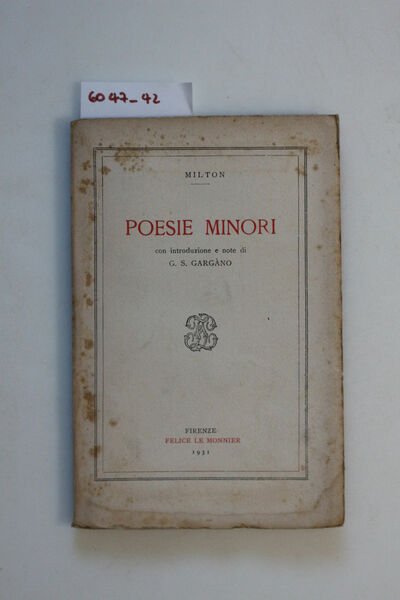 6047_42
MILTON
POESIE MINORI
con introduzione e note di
G. S. GARGÀNO
FIRENZE
FELICE LE MONNIER
1931